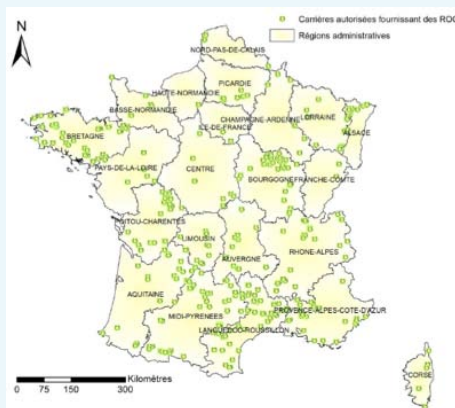 N
Carrières autorisées fournissant des ROC
Régions administratives
NORD-PAS-DE-CALAIS
PICARDIE
HAUTE-NORMANDIE
BASSE-NORMANDIE
CHAMPAGNE-ARDENNE
LORRAINE
ILE-DE-FRANCE
ALSACE
BRETAGNE
PAYS-DE-LA-LOIRE
CENTRE
BOURGOGNE
FRANCHE-COMTE
POITOU-CHARENTES
LIMOUSIN
AUVERGNE
RHONE-ALPES
AQUITAINE
MIDI-PYRENEES
LANGUEDOC-ROUSSILLON
PROVENCE-ALPES-COTE-D'AZUR
CORSE
Kilomètres
0 75 150 300